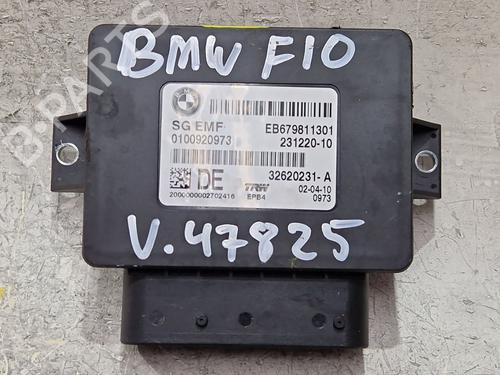 BMW F10
SG EMF EB679811301
0100920973 231220-10
32620231- A
DE TRW 02-04-10
2000000002702416 EPB4 0973
V.47825
B-PARTS